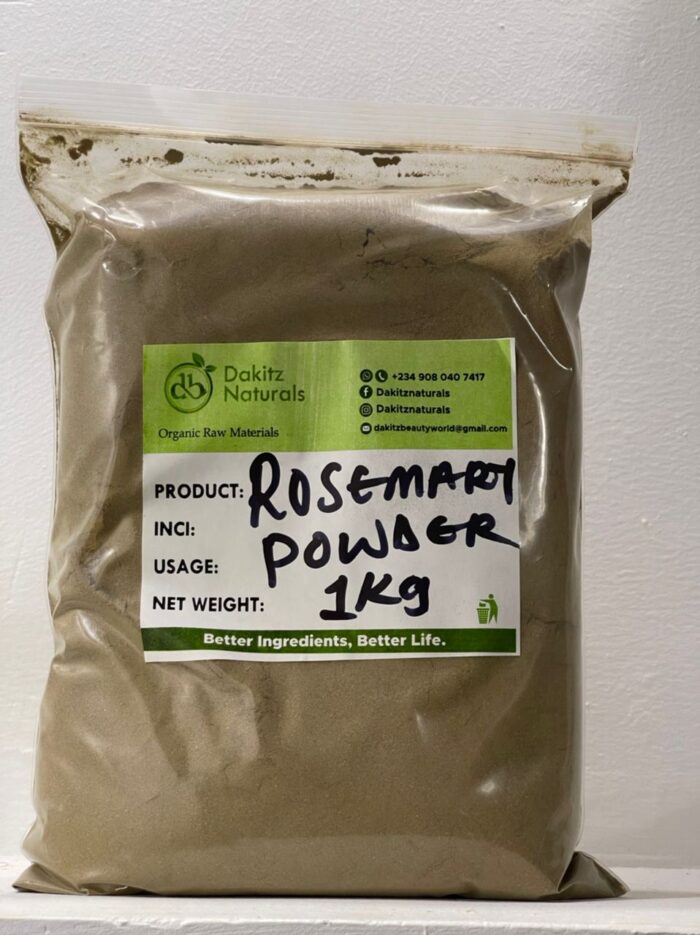 db
Dakitz
Naturals
Organic Raw Materials
+234 908 040 7417
Dakitznaturals
Dakitznaturals
dakitzbeautyworld@gmail.com
PRODUCT: ROSEMARY
INCI:
POWDER
USAGE:
NET WEIGHT: 1Kg
Better Ingredients, Better Life.